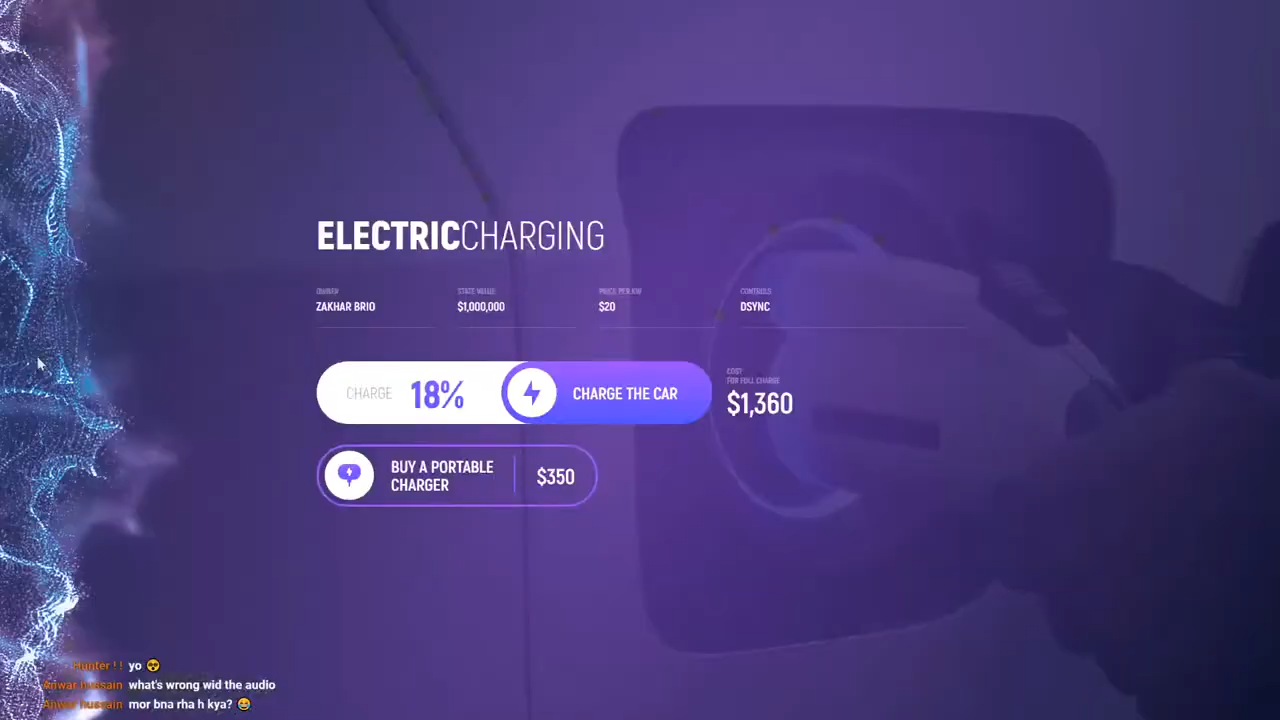 ELECTRICCHARGING
OWNER STATE VALUE PRICE PER KW CONTROLS
ZAKHAR BRIO $1,000,000 $20 DSYNC
CHARGE 18% CHARGE THE CAR
COST
FOR FULL CHARGE
$1,360
BUY A PORTABLE
CHARGER
$350
Hunter ! ! yo
Anwar hussain what's wrong wid the audio
Anwar hussain mor bna rha h kya?